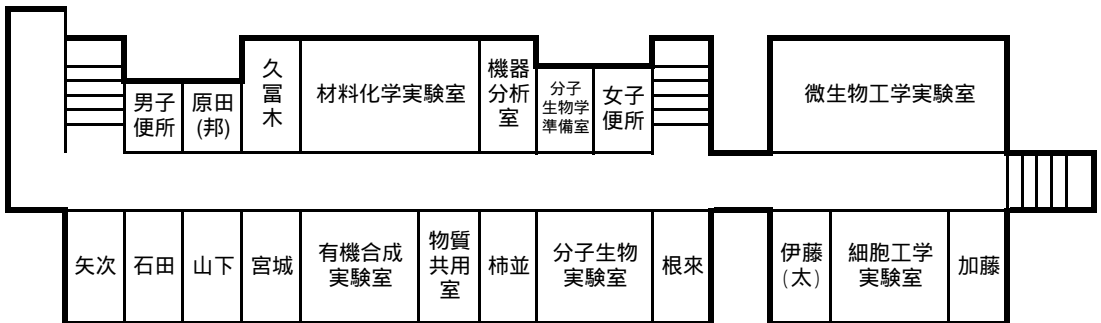 男子
便所
原田
(邦)
久
冨
木
材料化学実験室
機器
分析
室
分子
生物学
準備室
女子
便所
微生物工学実験室
矢次
石田
山下
宮城
有機合成
実験室
物質
共用
室
柿並
分子生物
実験室
根來
伊藤
(太)
細胞工学
実験室
加藤